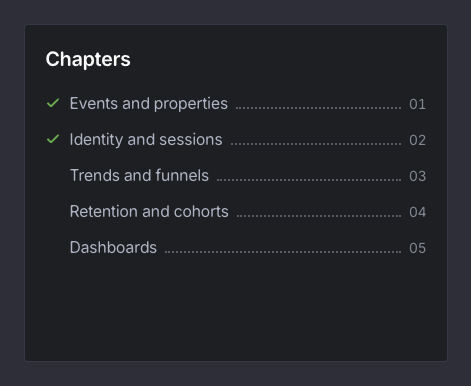 Chapters
Events and properties 01
Identity and sessions 02
Trends and funnels 03
Retention and cohorts 04
Dashboards 05